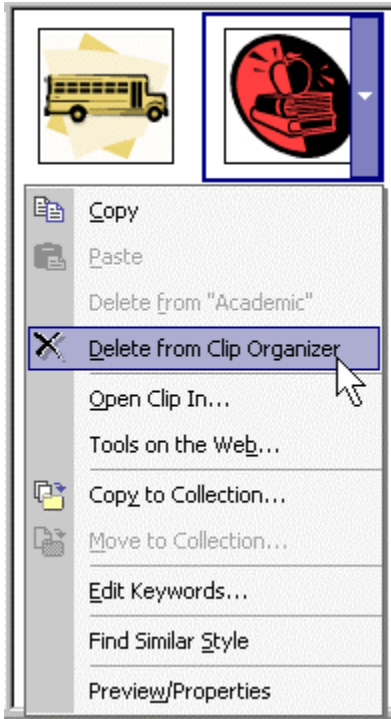 Copy
Paste
Delete from "Academic"
Delete from Clip Organizer
Open Clip In...
Tools on the Web...
Copy to Collection...
Move to Collection...
Edit Keywords...
Find Similar Style
Preview/Properties